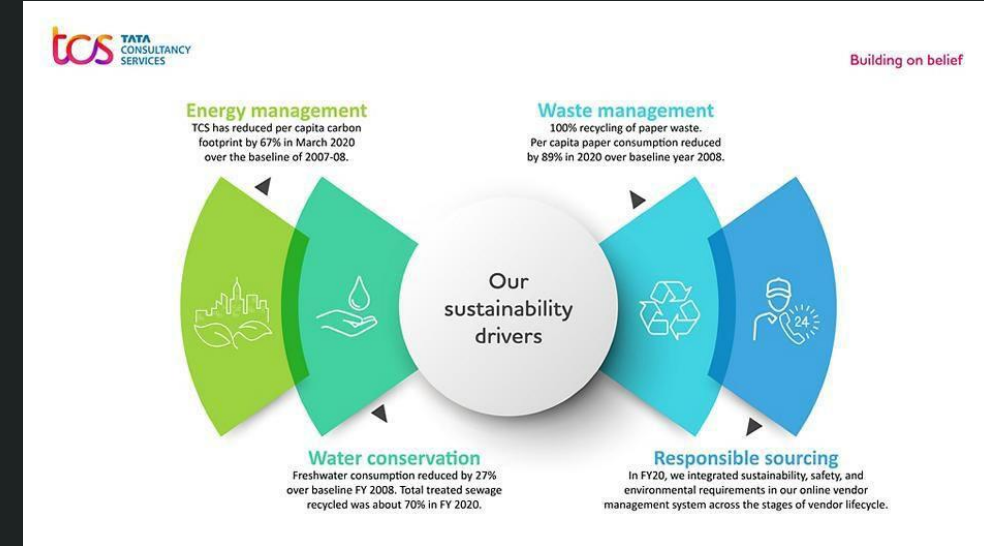 tcs TATA
CONSULTANCY
SERVICES
Building on belief
Energy management
TCS has reduced per capita carbon
footprint by 67% in March 2020
over the baseline of 2007-08.
Waste management
100% recycling of paper waste.
Per capita paper consumption reduced
by 89% in 2020 over baseline year 2008.
Our
sustainability
drivers
24
Water conservation
Freshwater consumption reduced by 27%
over baseline FY 2008. Total treated sewage
recycled was about 70% in FY 2020.
Responsible sourcing
In FY20, we integrated sustainability, safety, and
environmental requirements in our online vendor
management system across the stages of vendor lifecycle.